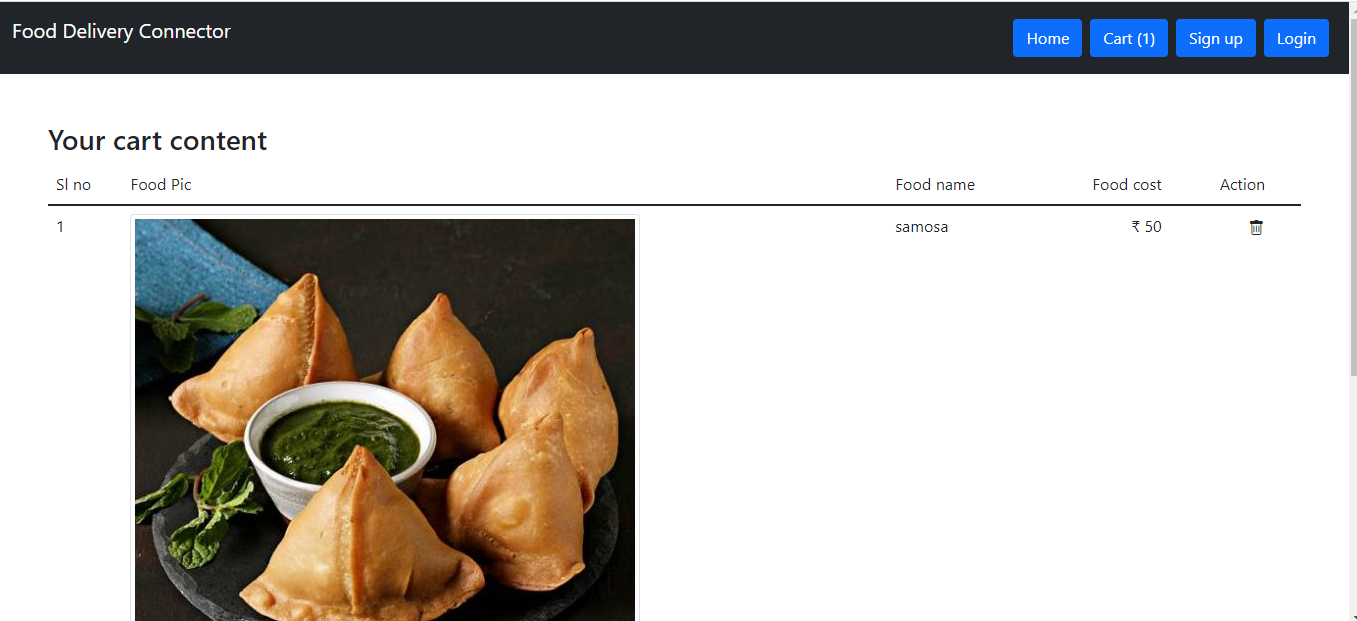 Food Delivery Connector
Home Cart (1) Sign up Login
Your cart content
Sl no Food Pic Food name Food cost Action
1 samosa ₹ 50